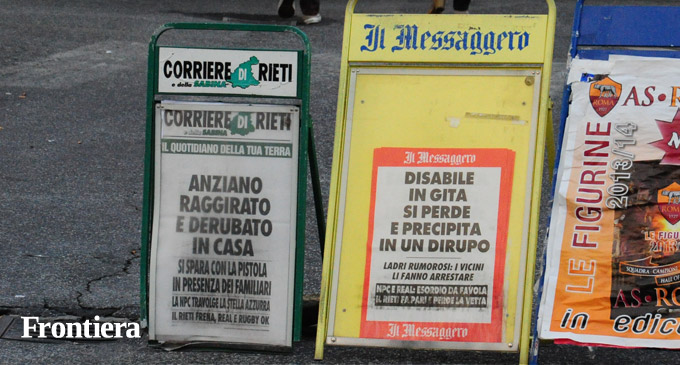 CORRIERE DI RIETI
e della SABINA
CORRIERE DI RIETI
e della SABINA
IL QUOTIDIANO DELLA TUA TERRA
ANZIANO
RAGGIRATO
E DERUBATO
IN CASA
SI SPARA CON LA PISTOLA
IN PRESENZA DEI FAMILIARI
LA NPC TRAVOLGE LA STELLA AZZURRA
IL RIETI FRENA, REAL E RUGBY OK
Il Messaggero
Il Messaggero
DISABILE
IN GITA
SI PERDE
E PRECIPITA
IN UN DIRUPO
LADRI RUMOROSI: I VICINI
LI FANNO ARRESTARE
NPC E REAL: ESORDIO DA FAVOLA
IL RIETI FA PARI E PERDE LA VETTA
Il Messaggero
AS•RO
ROMA
LE FIGURINE
2013/14
ROMA
AS•RO
in edico
Frontiera